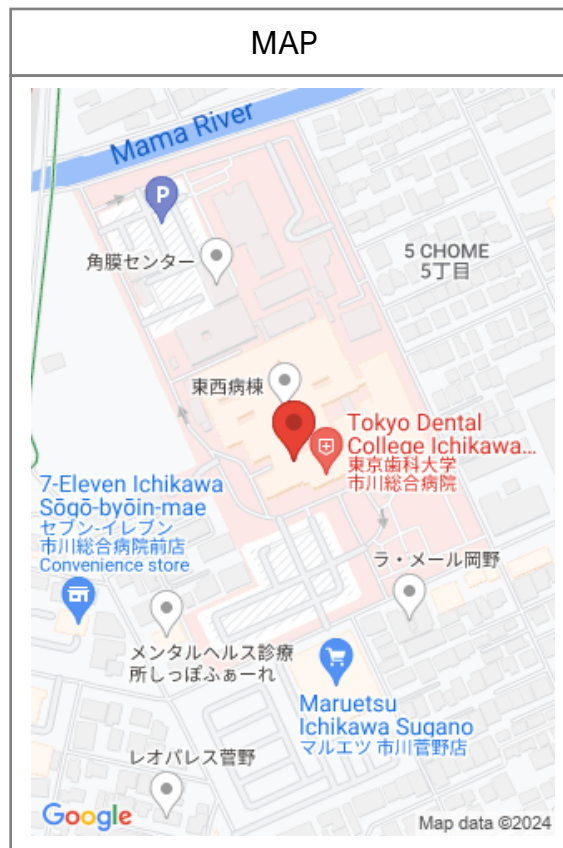 MAP
Mama River
P
角膜センター
5 CHOME
5丁目
東西病棟
Tokyo Dental
College Ichikawa...
東京歯科大学
市川総合病院
7-Eleven Ichikawa
Sōgō-byōin-mae
セブン-イレブン
市川総合病院前店
Convenience store
ラ・メール岡野
メンタルヘルス診療
所しっぽふぁーれ
Maruetsu
Ichikawa Sugano
マルエツ 市川菅野店
レオパレス菅野
Google
Map data ©2024